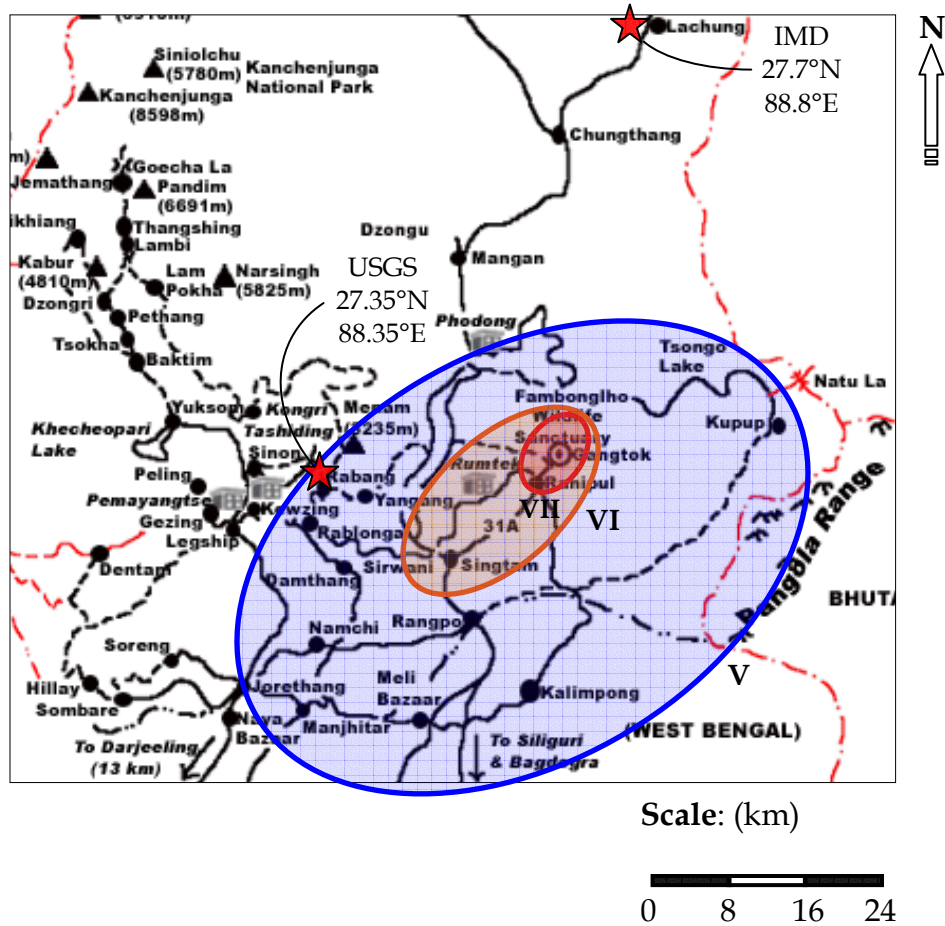 N
Lachung
IMD
27.7°N
88.8°E
Siniolchu
(5780m)
Kanchenjunga
National Park
Kanchenjunga
(8598m)
Chungthang
m)
Goecha La
Jemathang
Pandim
(6691m)
ikhiang
Thangshing
Lambi
Dzongu
Mangan
Kabur
(4810m)
Lam
Pokha
Narsingh
(5825m)
USGS
27.35°N
88.35°E
Dzongri
Pethang
Tsokha
Baktim
Phodong
Tsongo
Lake
Natu La
Yuksom
Kongri
Tashiding
Menam
(3235m)
Fambonglho
Wildlife
Sanctuary
Kupup
Khecheopari
Lake
Sinon
Rumtek
Gangtok
Peling
Rabang
Ranipul
Pemayangtse
Kewzing
Yangang
VII
VI
Gezing
Legship
Rablonga
31A
Sirwani
Singtam
Dentam
Damthang
BHUTA
Soreng
Namchi
Rangpo
V
Hillay
Sombare
Jorethang
Meli
Bazaar
Kalimpong
Naya
Bazaar
Manjhitar
(WEST BENGAL)
To Darjeeling
(13 km)
To Siliguri
& Bagdogra
Scale: (km)
0 8 16 24